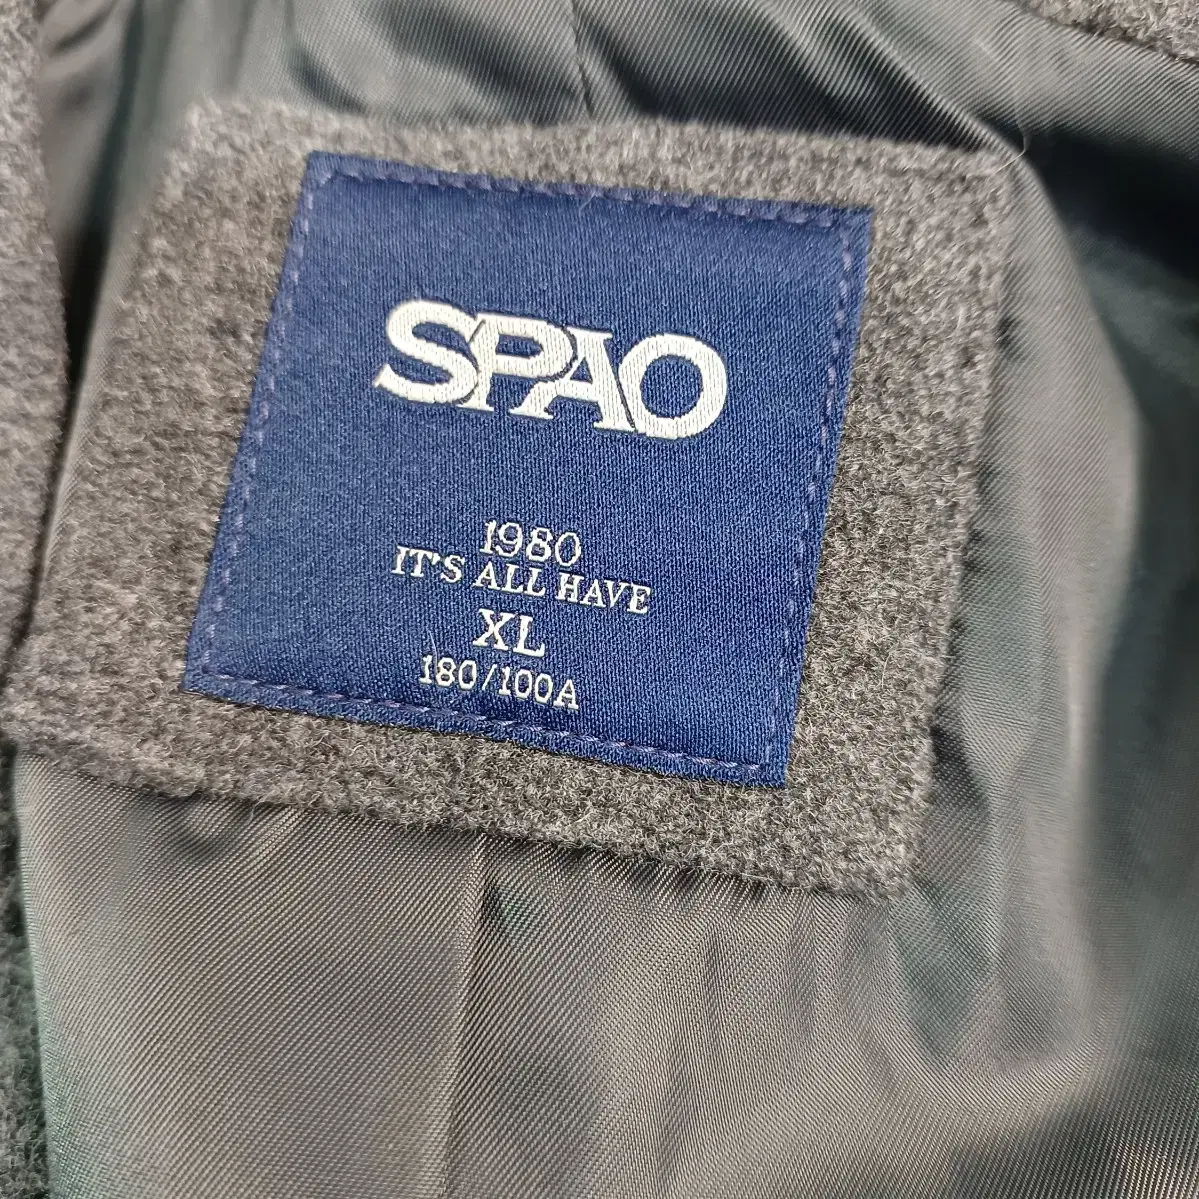 SPAO
1980
IT'S ALL HAVE
XL
180/100A